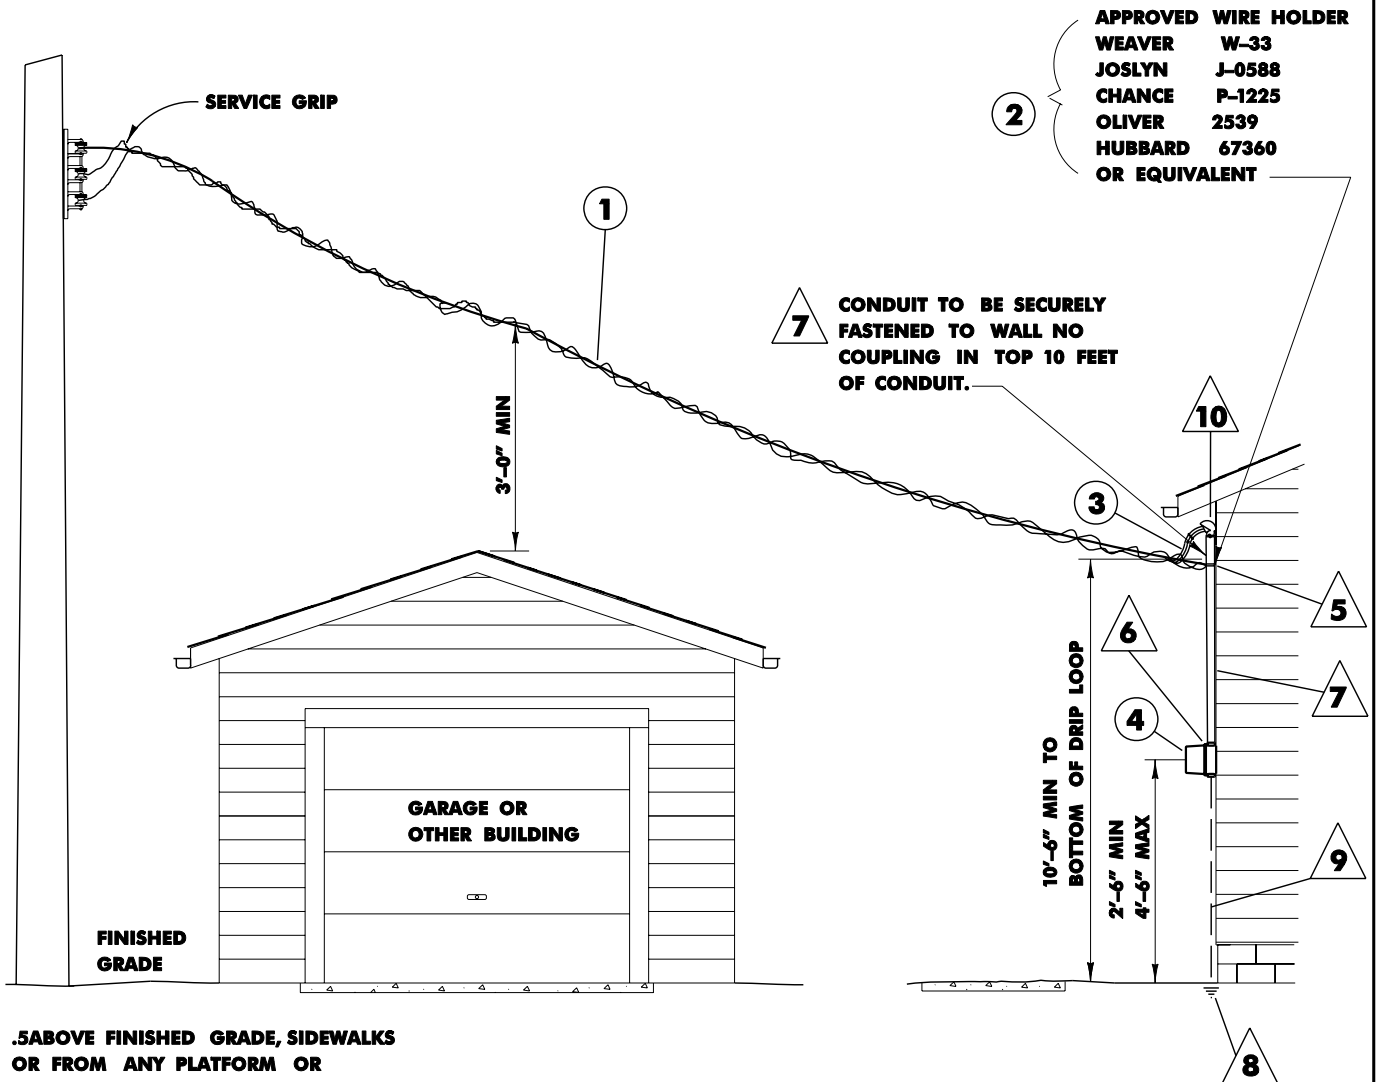 APPROVED WIRE HOLDER
WEAVER W-33
JOSLYN J-0588
CHANCE P-1225
OLIVER 2539
HUBBARD 67360
OR EQUIVALENT
2
SERVICE GRIP
1
7
CONDUIT TO BE SECURELY
FASTENED TO WALL NO
COUPLING IN TOP 10 FEET
OF CONDUIT.
10
3'-0" MIN
3
5
6
7
4
10'-6" MIN TO
BOTTOM OF DRIP LOOP
2'-6" MIN
4'-6" MAX
GARAGE OR
OTHER BUILDING
9
FINISHED
GRADE
8
.5ABOVE FINISHED GRADE, SIDEWALKS
OR FROM ANY PLATFORM OR